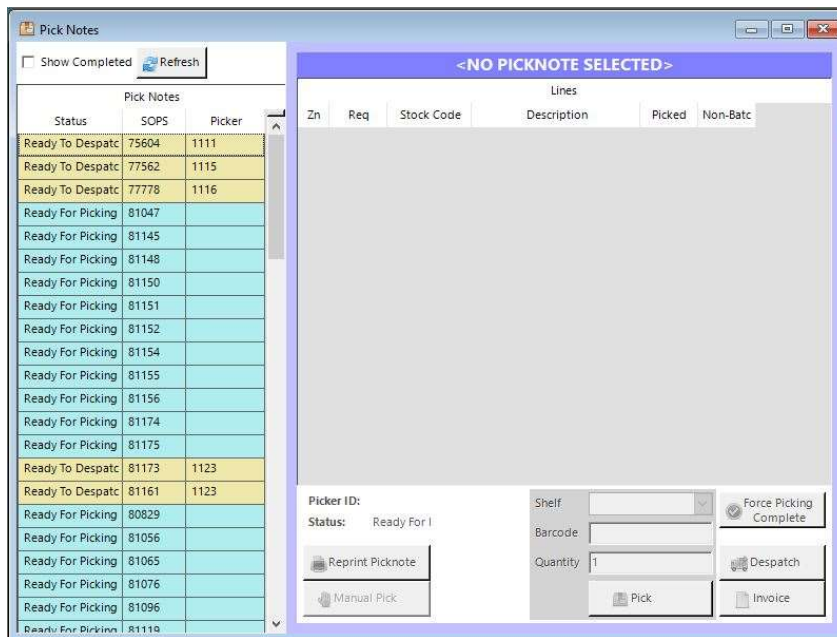 Pick Notes
Show Completed Refresh
Pick Notes
Status SOPS Picker
Ready To Despatc 75604 1111
Ready To Despatc 77562 1115
Ready To Despatc 77778 1116
Ready For Picking 81047
Ready For Picking 81145
Ready For Picking 81148
Ready For Picking 81150
Ready For Picking 81151
Ready For Picking 81152
Ready For Picking 81154
Ready For Picking 81155
Ready For Picking 81156
Ready For Picking 81174
Ready For Picking 81175
Ready To Despatc 81173 1123
Ready To Despatc 81161 1123
Ready For Picking 80829
Ready For Picking 81056
Ready For Picking 81065
Ready For Picking 81076
Ready For Picking 81096
Ready For Picking 81119
<NO PICKNOTE SELECTED>
Lines
Zn Req Stock Code Description Picked Non-Batc
Picker ID:
Status: Ready For I
Reprint Picknote
Manual Pick
Shelf
Barcode
Quantity 1
Pick
Force Picking
Complete
Despatch
Invoice